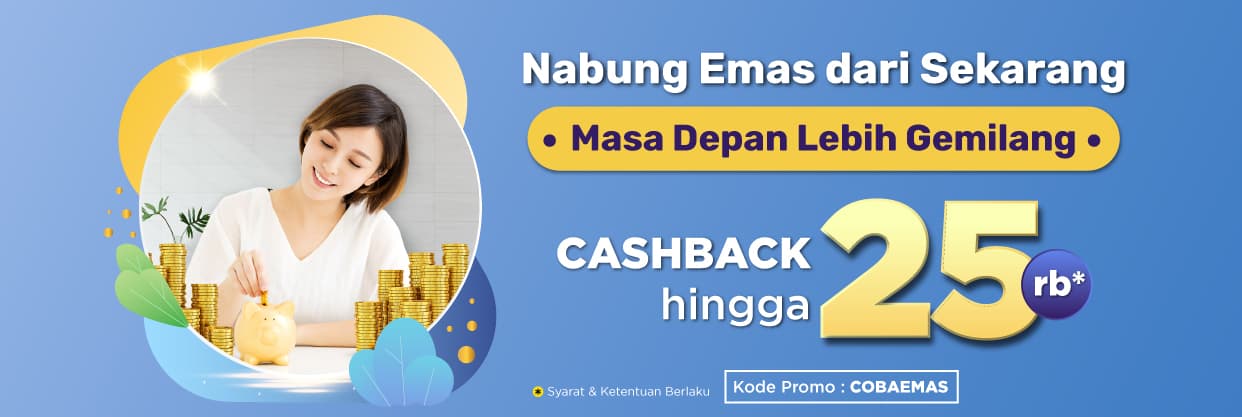 Nabung Emas dari Sekarang
• Masa Depan Lebih Gemilang •
CASHBACK
hingga
25
rb*
* Syarat & Ketentuan Berlaku
Kode Promo : COBAEMAS